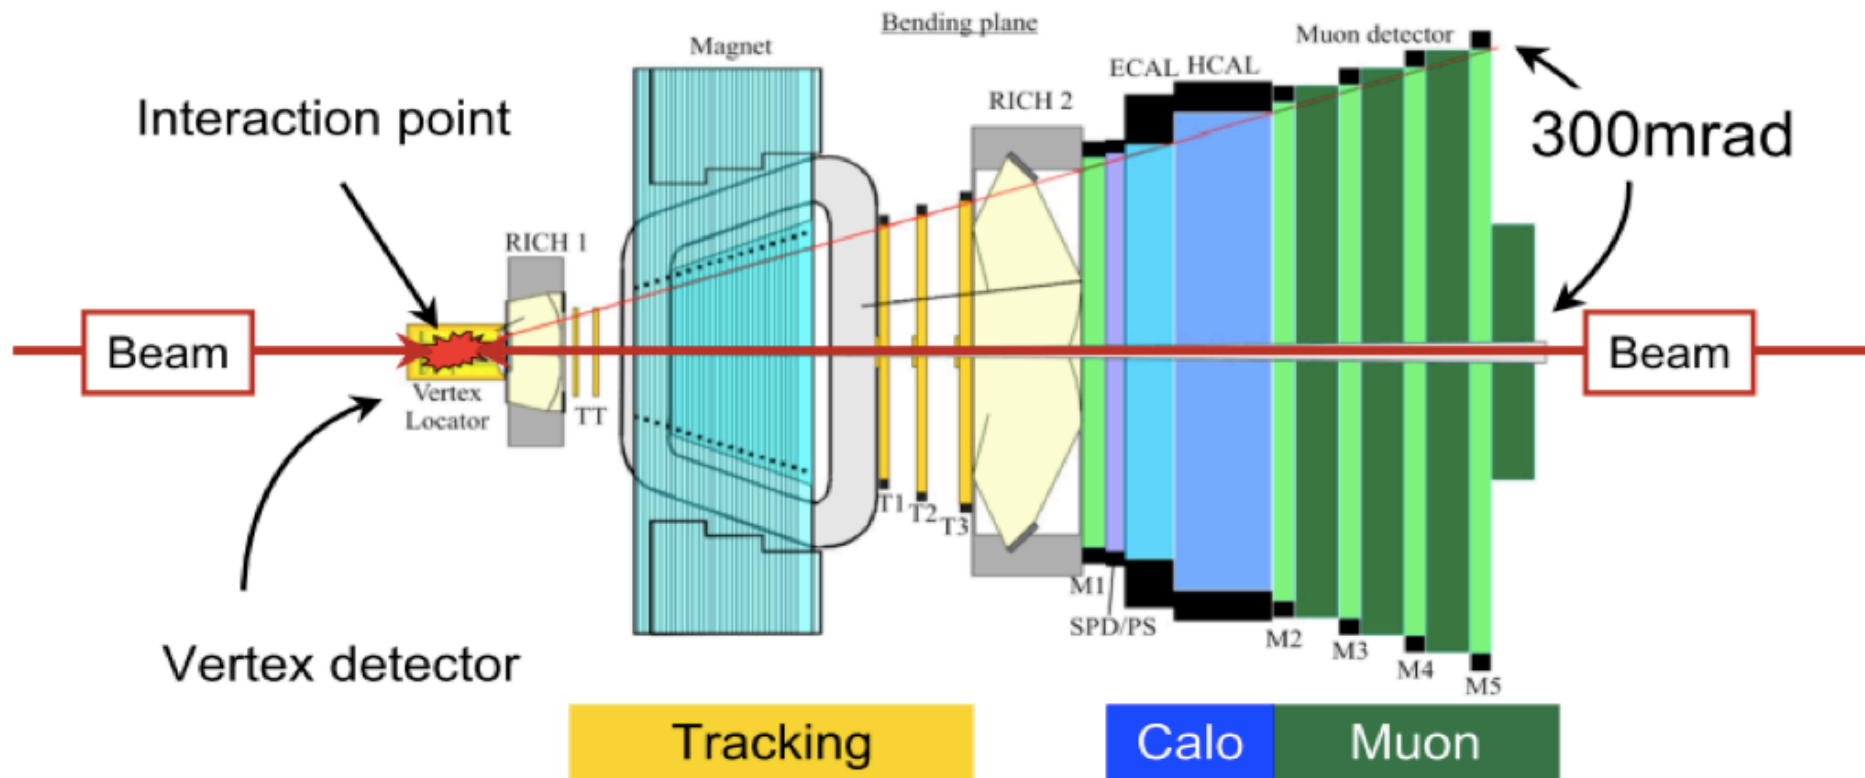 Bending plane
Magnet
Muon detector
ECAL HCAL
RICH 2
Interaction point
300mrad
RICH 1
Beam
Beam
Vertex
Locator
TT
T1
T2
T3
M1
SPD/PS
M2
M3
M4
M5
Vertex detector
Tracking
Calo
Muon